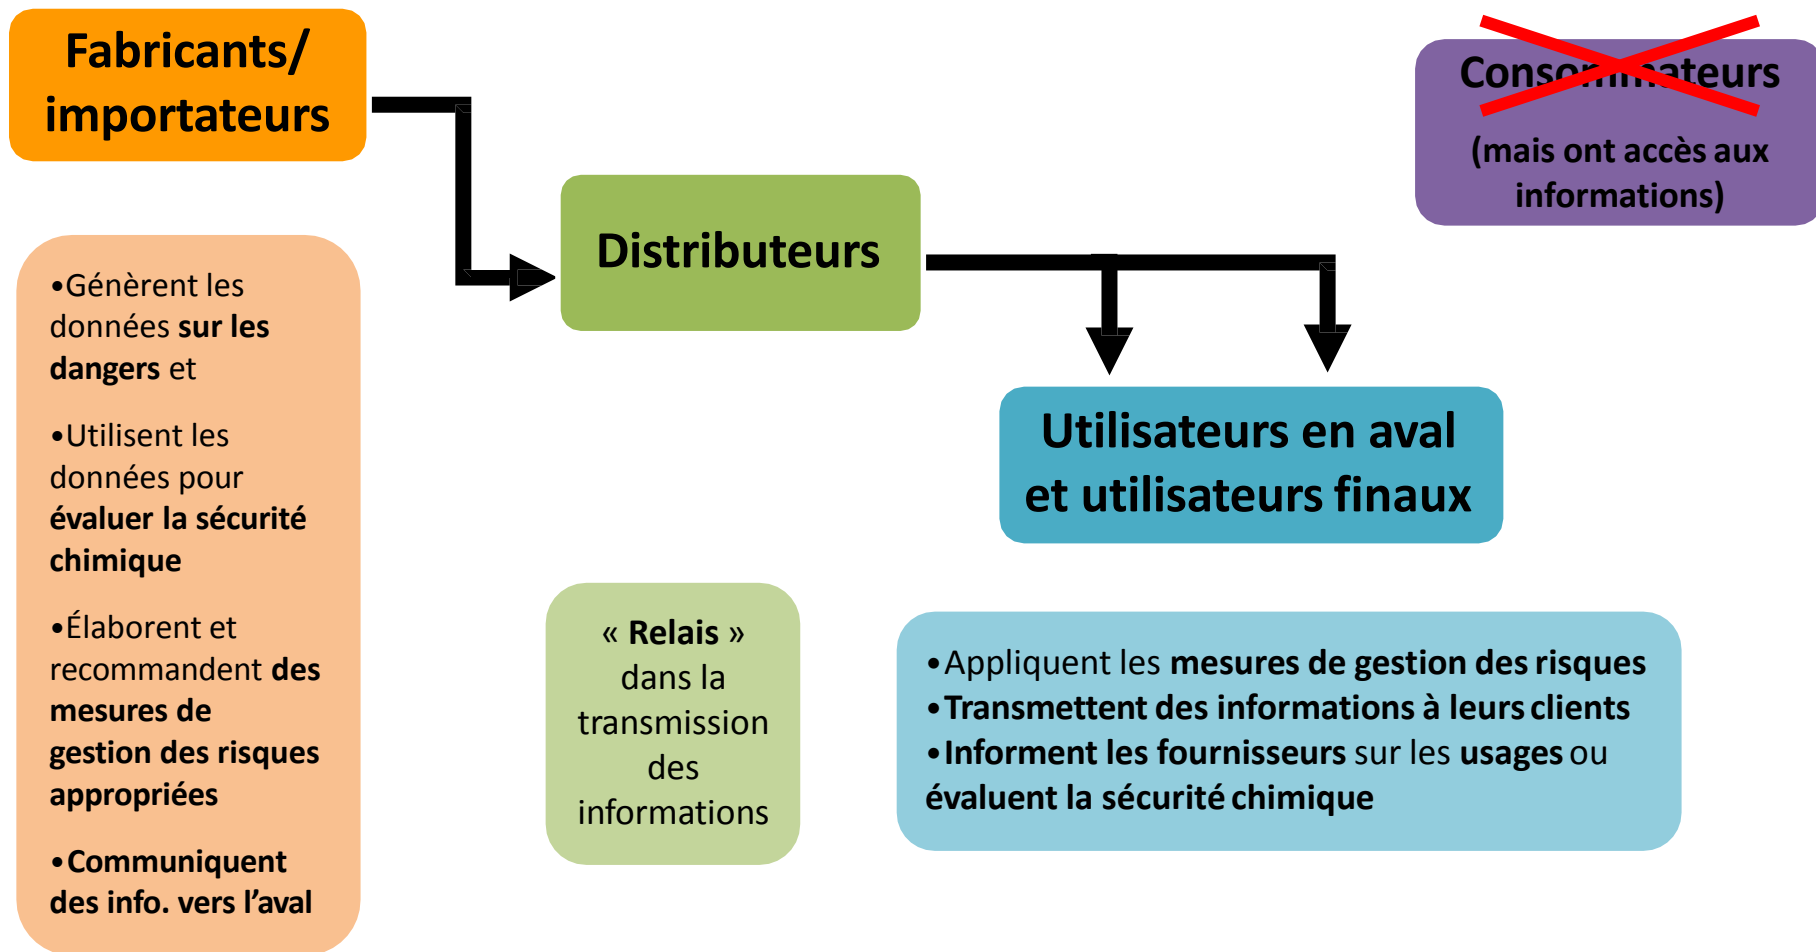 Fabricants/
importateurs
Consommateurs
(mais ont accès aux
informations)
Distributeurs
•Génèrent les
données sur les
dangers et
•Utilisent les
données pour
évaluer la sécurité
chimique
•Élaborent et
recommandent des
mesures de
gestion des risques
appropriées
•Communiquent
des info. vers l’aval
Utilisateurs en aval
et utilisateurs finaux
« Relais »
dans la
transmission
des
informations
•Appliquent les mesures de gestion des risques
•Transmettent des informations à leurs clients
•Informent les fournisseurs sur les usages ou
évaluent la sécurité chimique